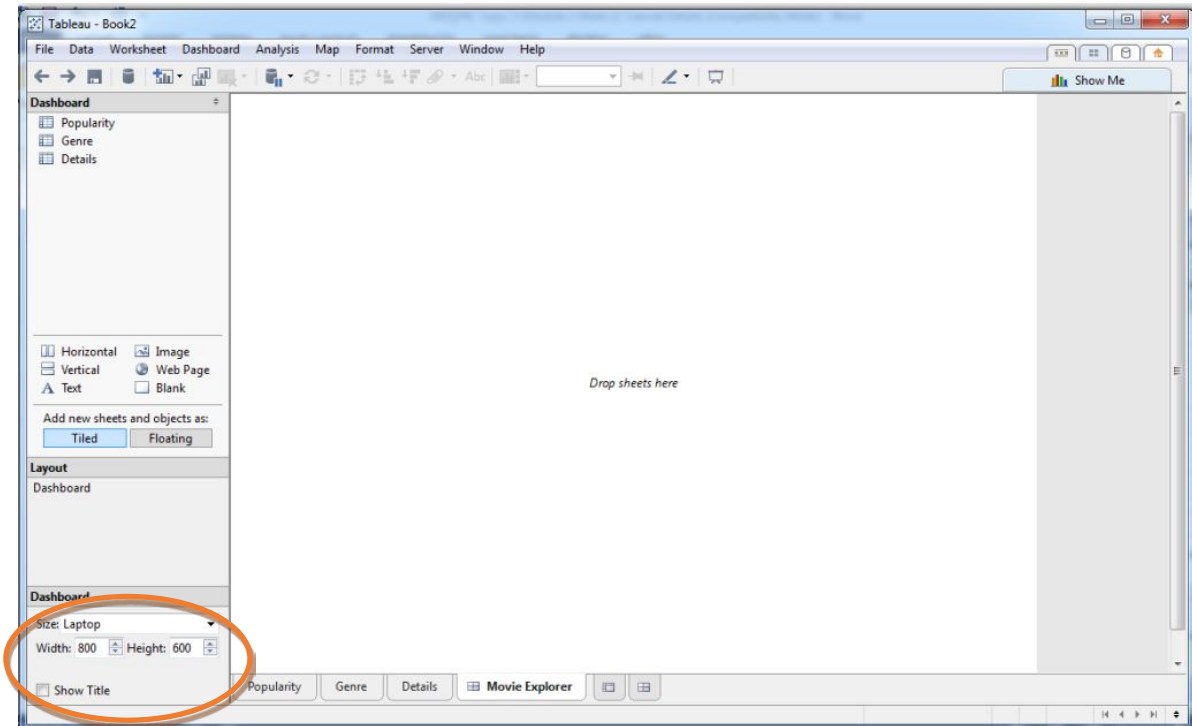 Tableau - Book2
File Data Worksheet Dashboard Analysis Map Format Server Window Help
Abc
Show Me
Dashboard
Popularity
Genre
Details
Horizontal Image
Vertical Web Page
A Text Blank
Add new sheets and objects as:
Tiled Floating
Layout
Dashboard
Drop sheets here
Dashboard
Size: Laptop
Width: 800 Height: 600
Show Title
Popularity Genre Details Movie Explorer